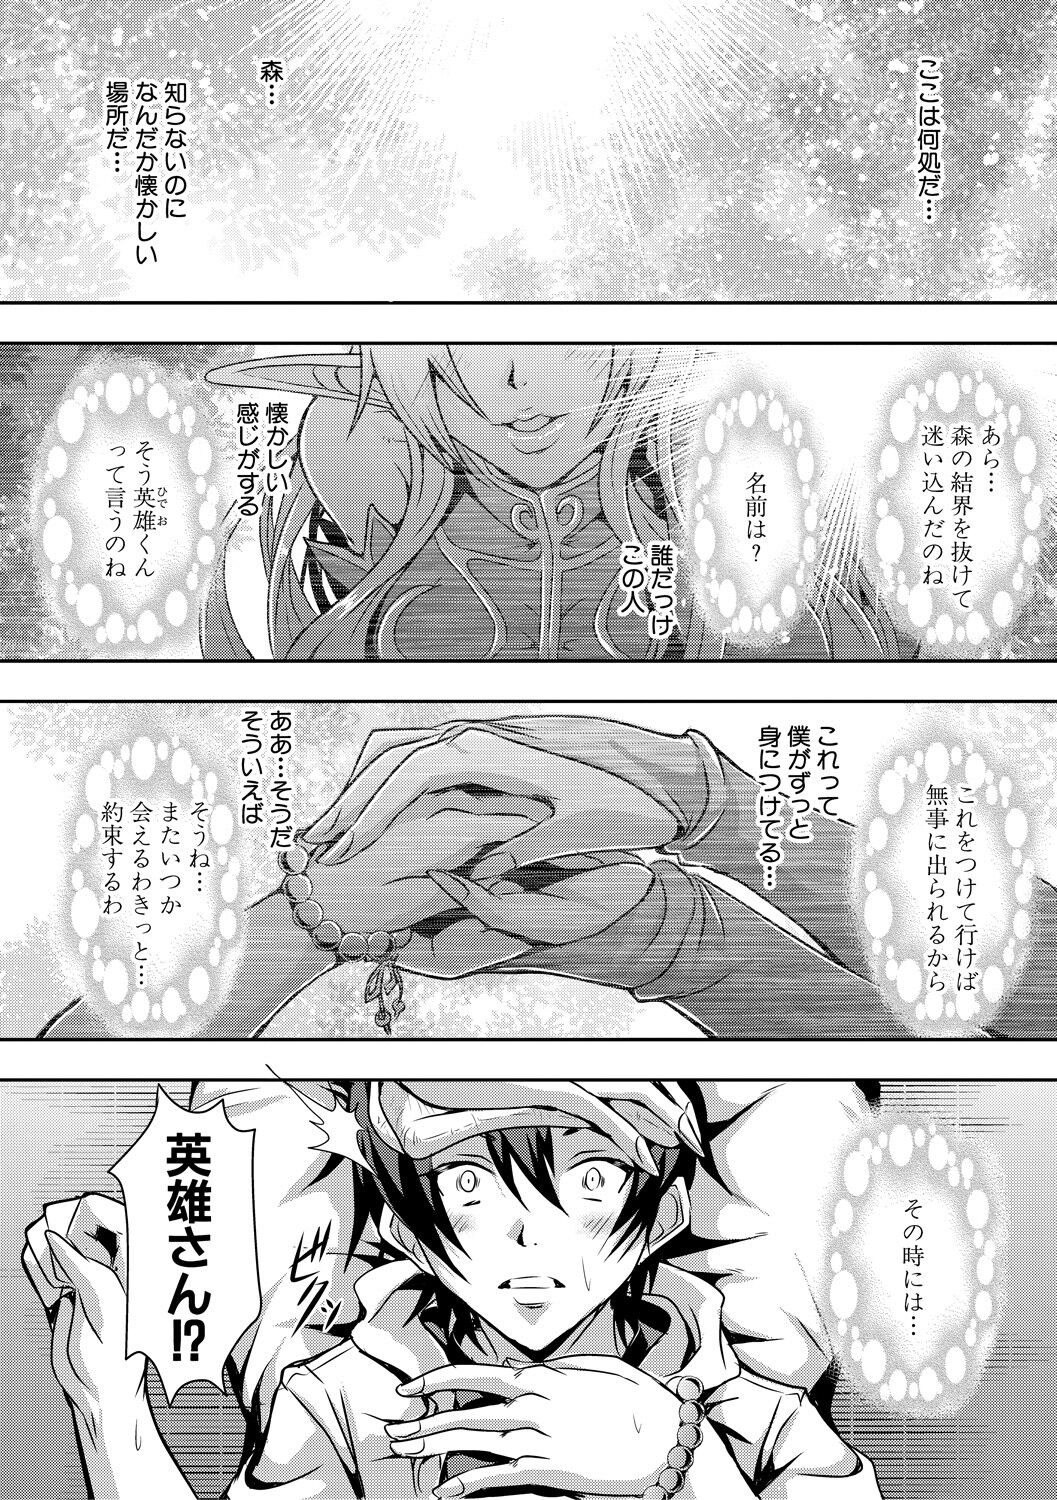 ここは何処だ…
森…
知らないのに
なんだか懐かしい
場所だ…
あら…
森の結界を抜けて
迷い込んだのね
名前は？
誰だっけ
この人
懐かしい
感じがする
そう英雄くん
ひでお
って言うのね
これをつけて行けば
無事に出られるから
これって
僕がずっと
身につけてる…
ああ…そうだ
そういえば
そうね…
またいつか
会えるわきっと…
約束するわ
その時には…
ビクッ
英雄さん!?